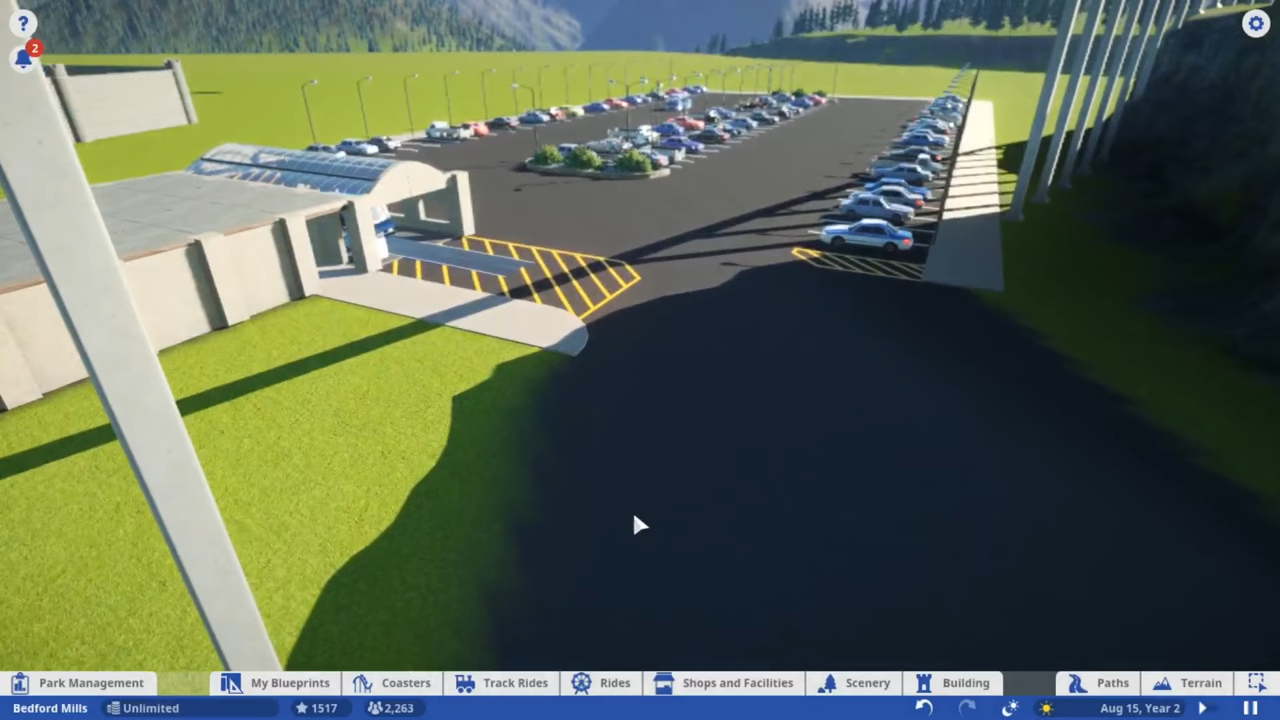 ?
2
Park Management
My Blueprints
Coasters
Track Rides
Rides
Shops and Facilities
Scenery
Building
Paths
Terrain
Bedford Mills
Unlimited
1517
2,263
Aug 15, Year 2